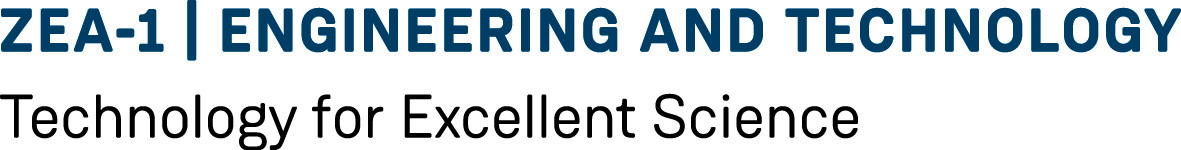 ZEA-1 | ENGINEERING AND TECHNOLOGY
Technology for Excellent Science